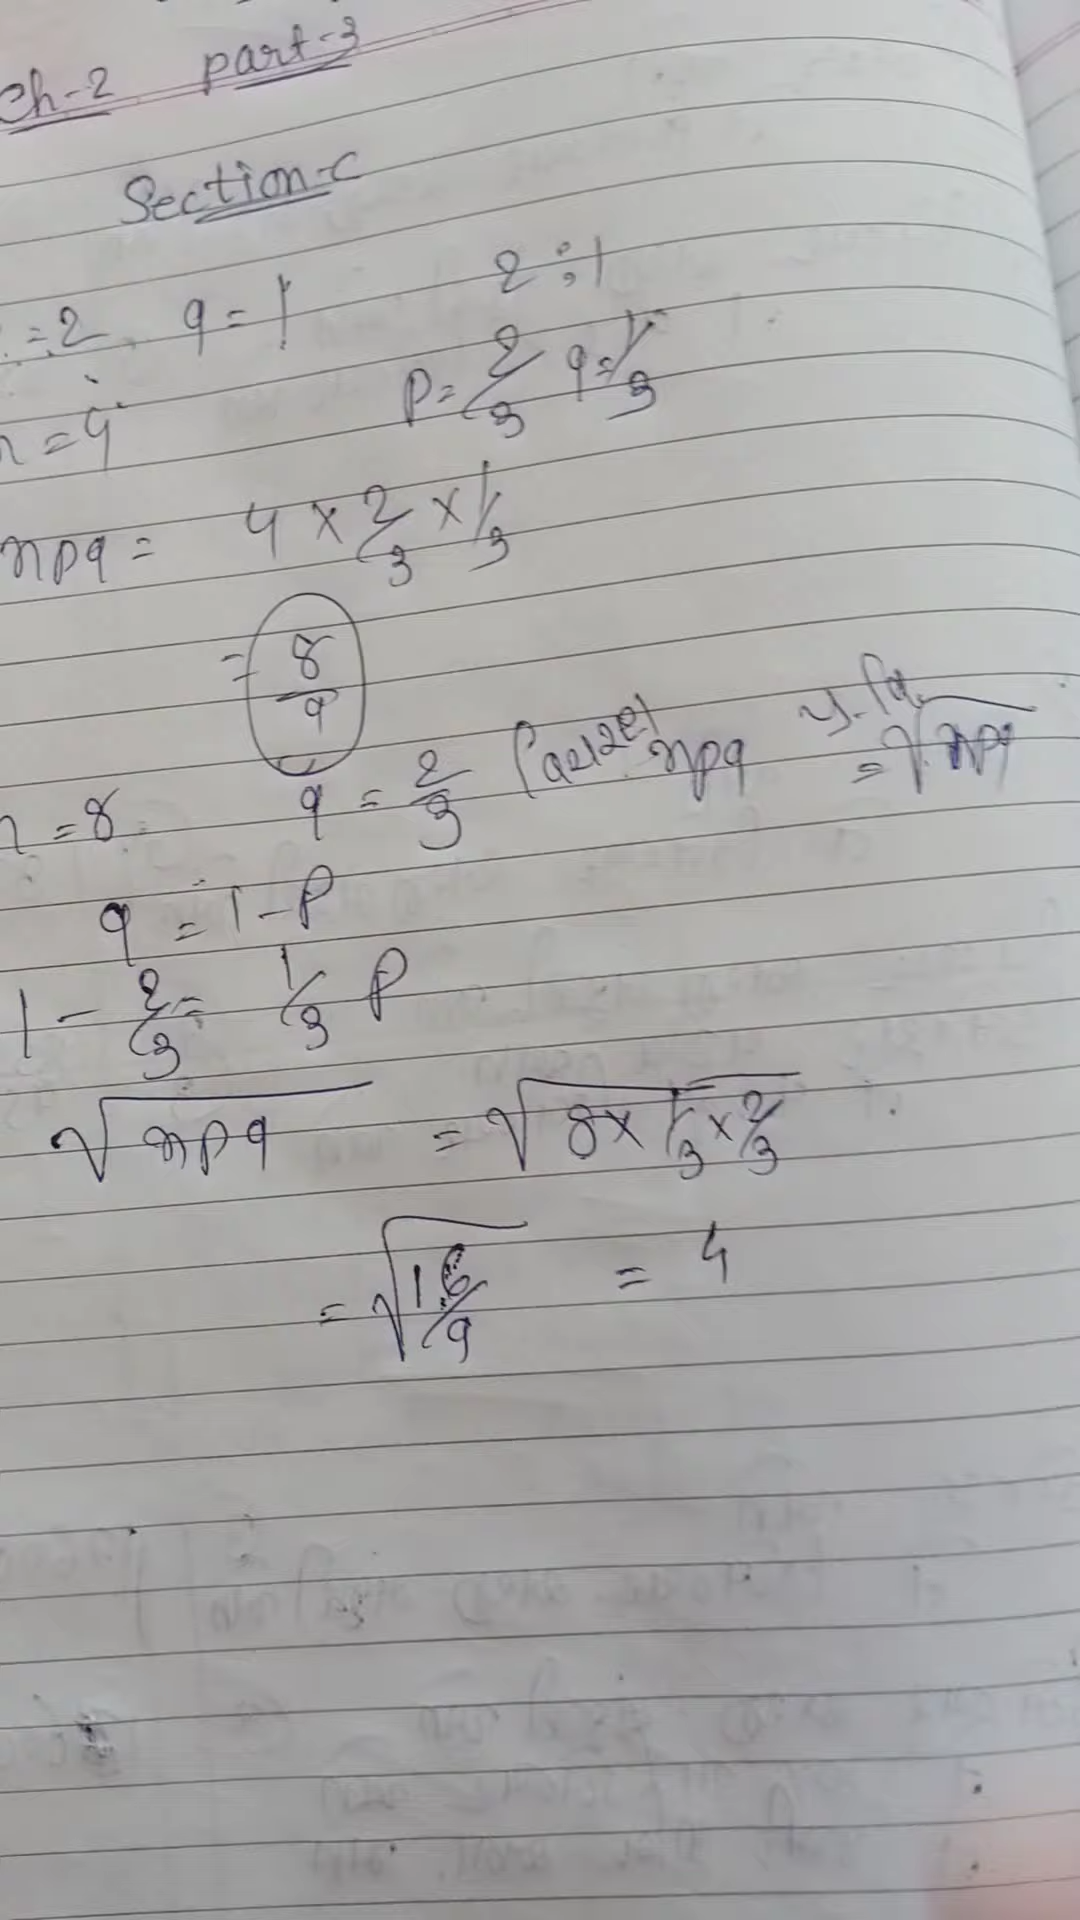 Ch-2 part-3
Section-C
=2, q=1 2:1
n=4 P=2/3 q=1/3
npq = 4×2/3×1/3
= 8/9
n=8 q=2/3 npq =√npq
q=1-P
1-2/3= 1/3 P
√npq =√8×1/3×2/3
=√16/9 = 4